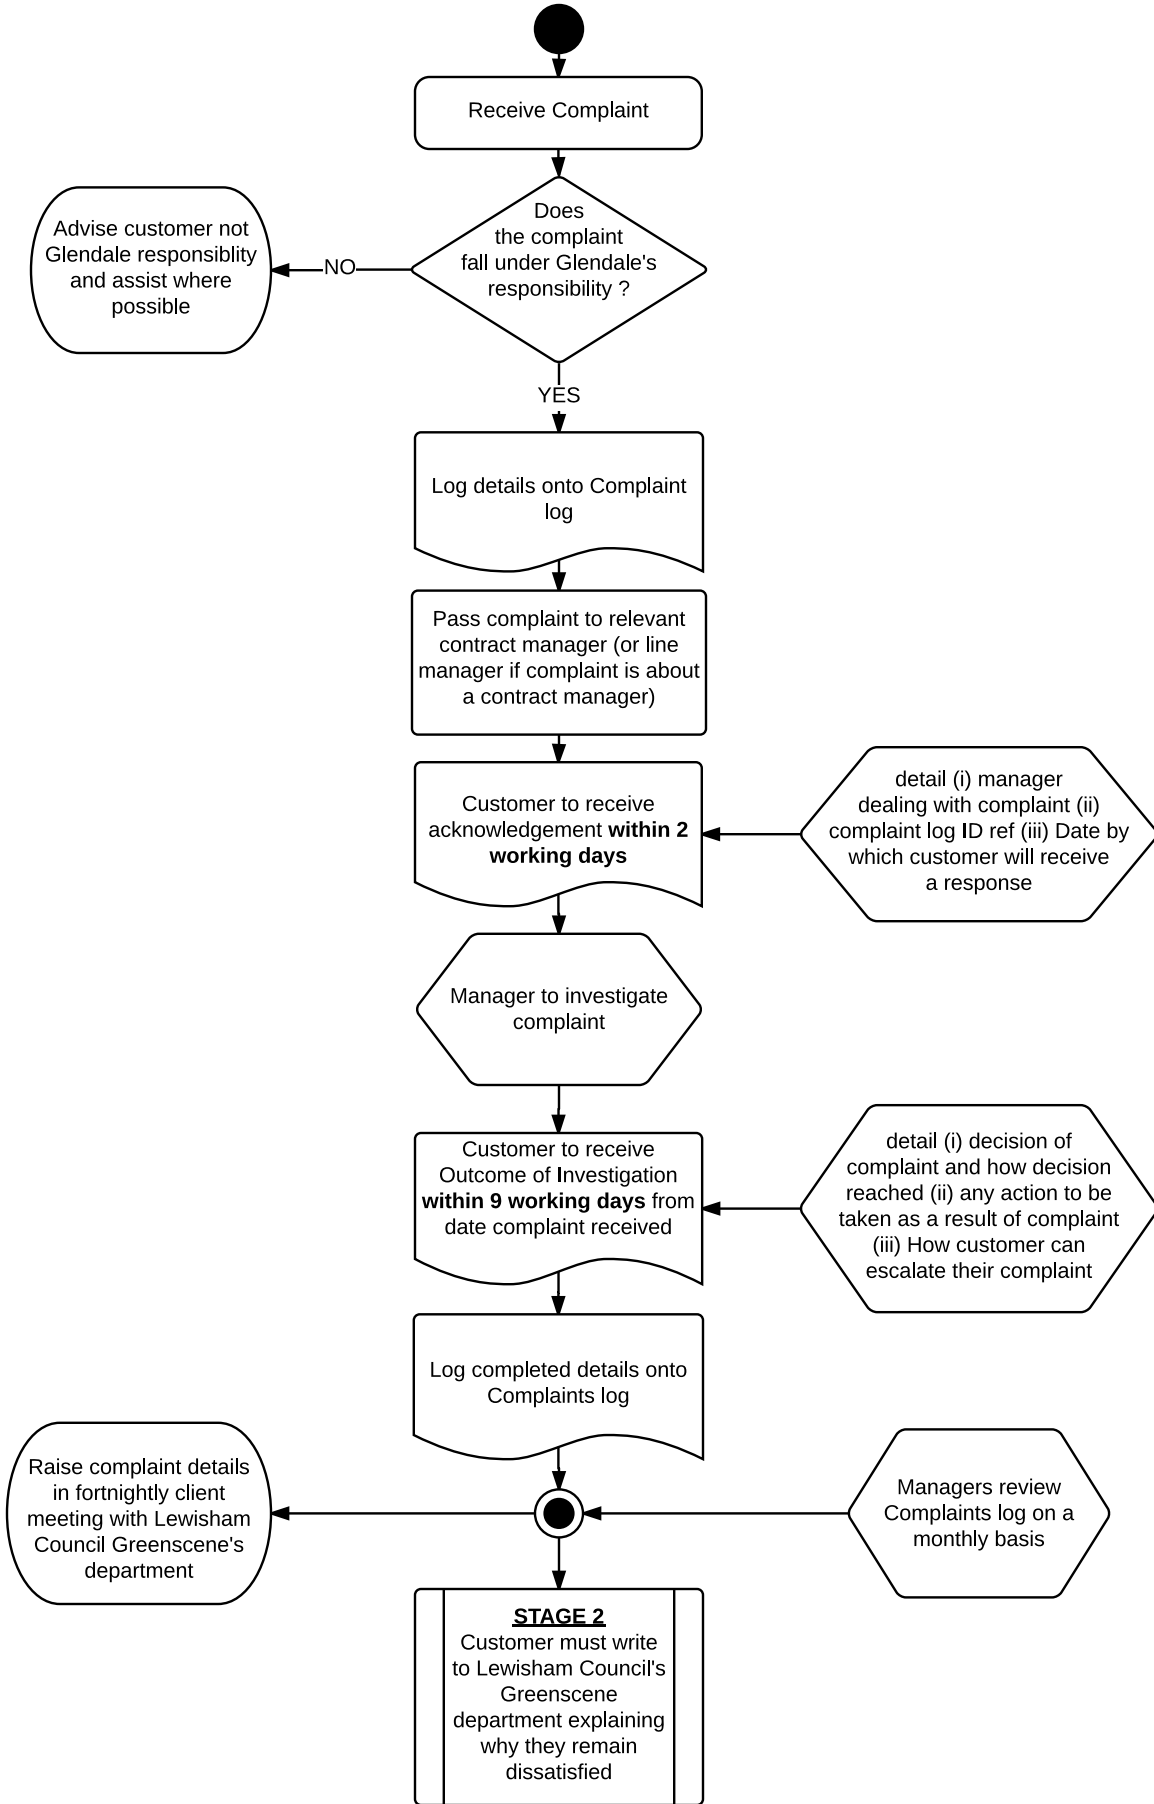 Receive Complaint
Does
the complaint
fall under Glendale's
responsibility ?
Advise customer not
Glendale responsiblity
and assist where
possible
NO
YES
Log details onto Complaint
log
Pass complaint to relevant
contract manager (or line
manager if complaint is about
a contract manager)
Customer to receive
acknowledgement within 2
working days
detail (i) manager
dealing with complaint (ii)
complaint log ID ref (iii) Date by
which customer will receive
a response
Manager to investigate
complaint
Customer to receive
Outcome of Investigation
within 9 working days from
date complaint received
detail (i) decision of
complaint and how decision
reached (ii) any action to be
taken as a result of complaint
(iii) How customer can
escalate their complaint
Log completed details onto
Complaints log
Raise complaint details
in fortnightly client
meeting with Lewisham
Council Greenscene's
department
Managers review
Complaints log on a
monthly basis
STAGE 2
Customer must write
to Lewisham Council's
Greenscene
department explaining
why they remain
dissatisfied